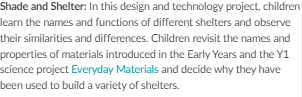 Shade and Shelter: In this design and technology project, children
learn the names and functions of different shelters and observe
their similarities and differences. Children revisit the names and
properties of materials introduced in the Early Years and the Y1
science project Everyday Materials and decide why they have
been used to build a variety of shelters.